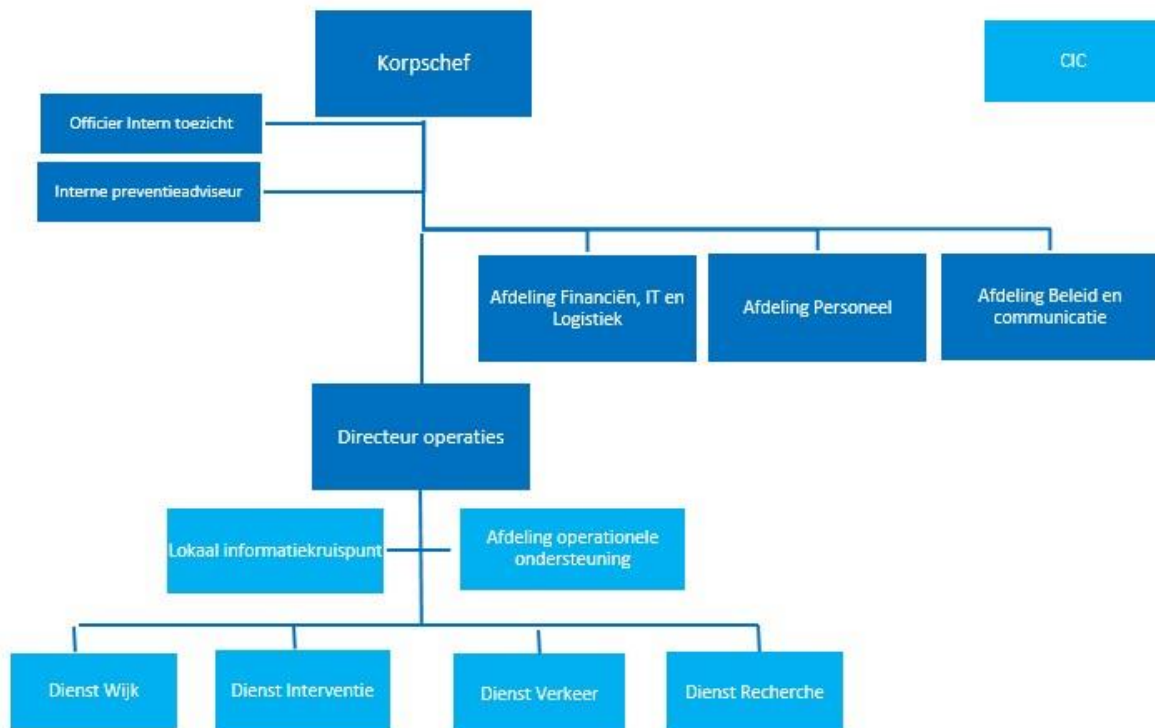 Korpschef
CIC
Officier Intern toezicht
Interne preventieadviseur
Afdeling Financiën, IT en
Logistiek
Afdeling Personeel
Afdeling Beleid en
communicatie
Directeur operaties
Lokaal informatiekruispunt
Afdeling operationele
ondersteuning
Dienst Wijk
Dienst Interventie
Dienst Verkeer
Dienst Recherche